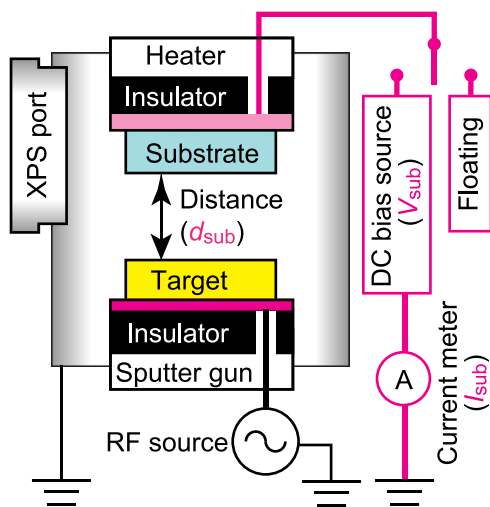 Heater
Insulator
Substrate
Distance
(dsub)
Target
Insulator
Sputter gun
RF source
XPS port
DC bias source
(Vsub)
Floating
A
Current meter
(Isub)